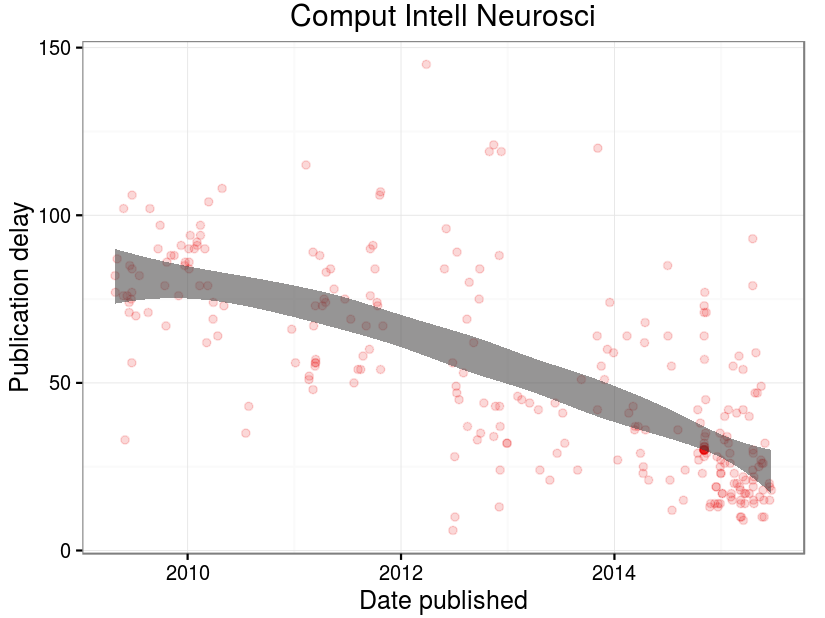 Comput Intell Neurosci
150
100
50
0
Publication delay
2010 2012 2014
Date published